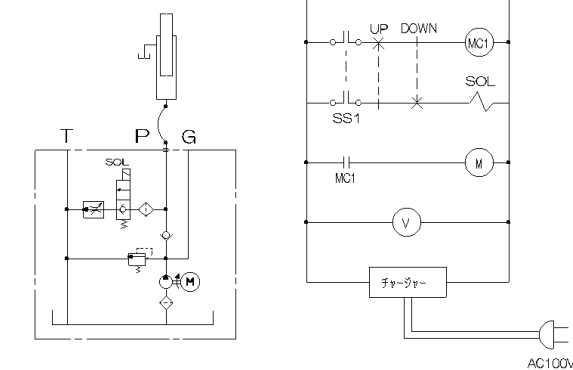 UP DOWN
MC1
SOL
SS1
T P G
SOL
MC1
M
V
M
チャージャー
AC100V